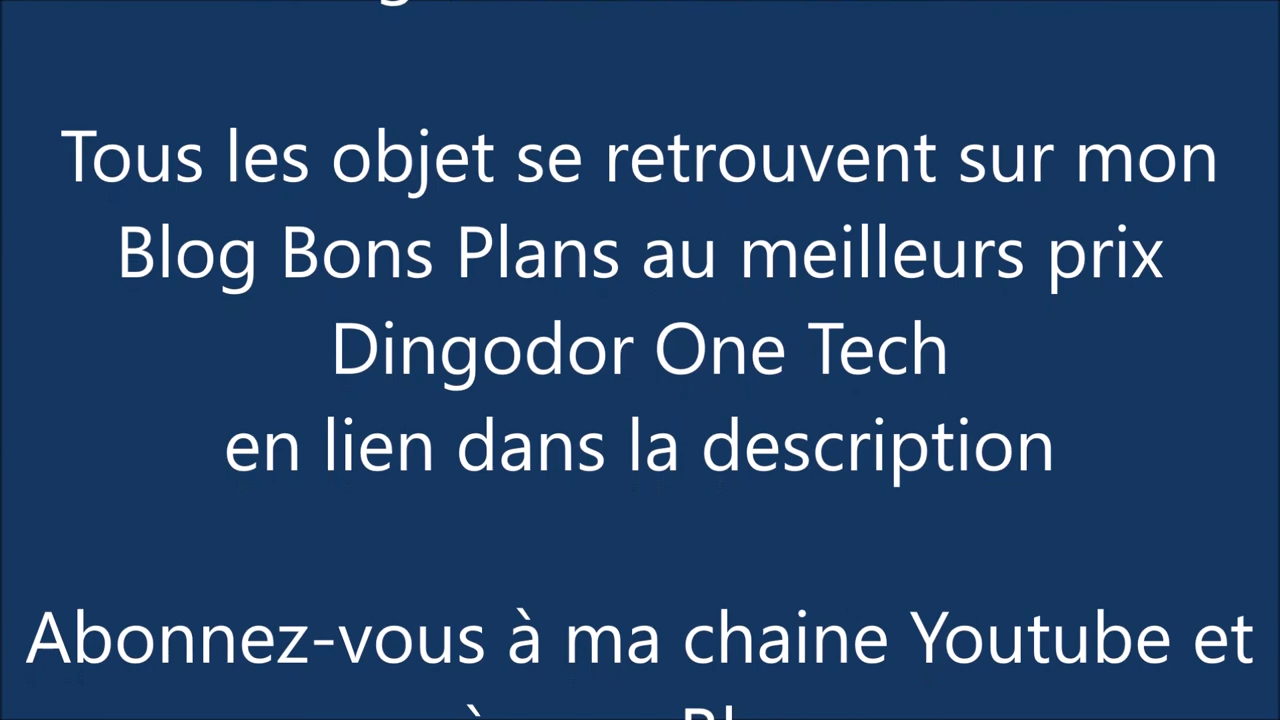 Tous les objet se retrouvent sur mon
Blog Bons Plans au meilleurs prix
Dingodor One Tech
en lien dans la description
Abonnez-vous à ma chaine Youtube et